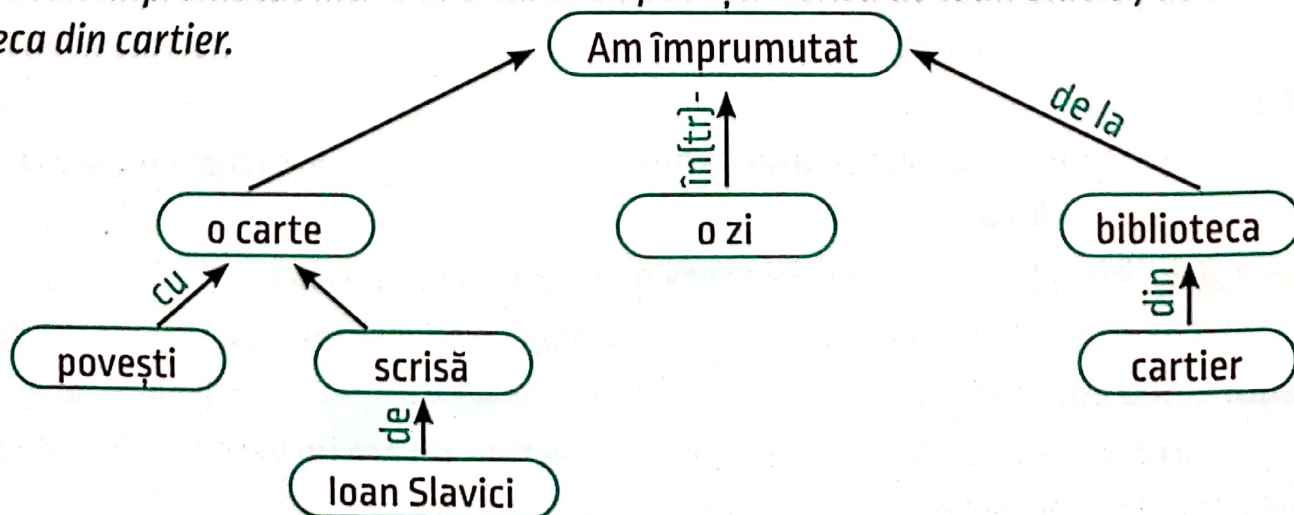 eca din cartier.
Am împrumutat
de la
în(tr)-
o carte
o zi
biblioteca
cu
din
povești
scrisă
cartier
de
Ioan Slavici